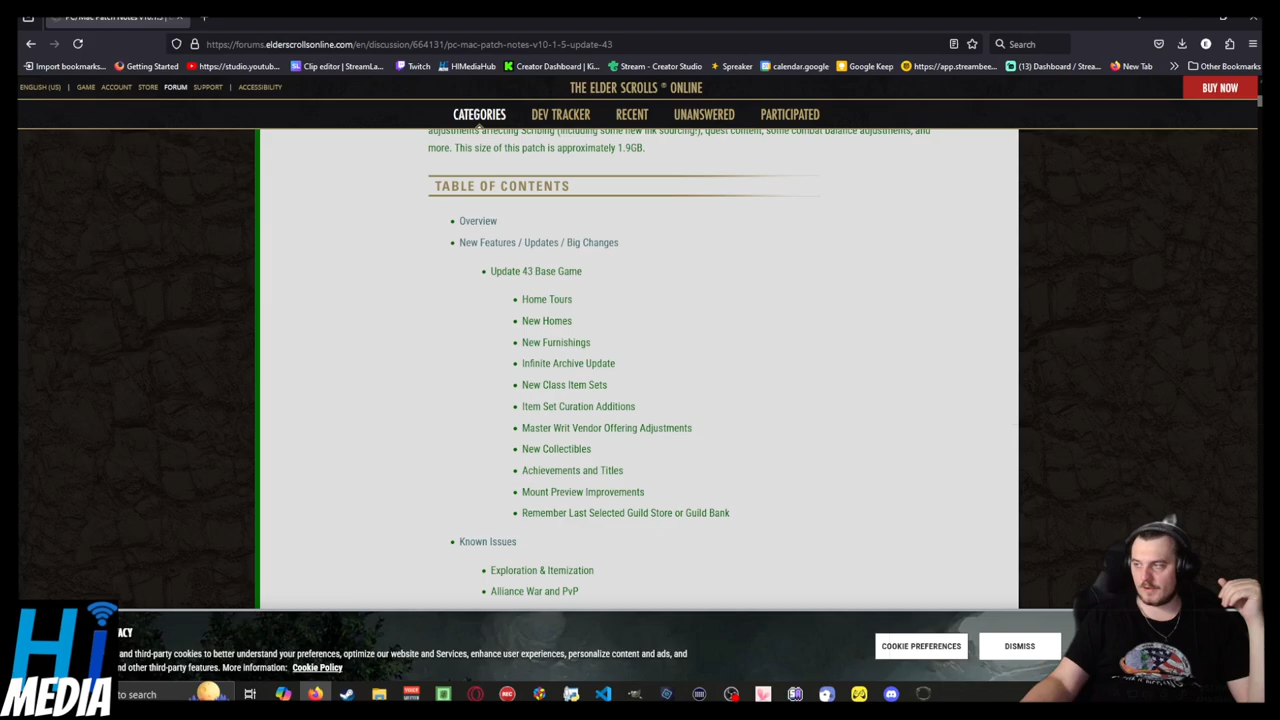 PC/Mac Patch Notes v10.1.5
https://forums.elderscrollsonline.com/en/discussion/664131/pc-mac-patch-notes-v10-1-5-update-43
Search
Import bookmarks... Getting Started https://studio.youtub... Clip editor | StreamLa... Twitch HIMediaHub Creator Dashboard | Ki... Stream - Creator Studio Spreaker calendar.google Google Keep https://app.streambee... (13) Dashboard / Strea... New Tab Other Bookmarks
ENGLISH (US) | GAME ACCOUNT STORE FORUM SUPPORT | ACCESSIBILITY
THE ELDER SCROLLS ® ONLINE
BUY NOW
CATEGORIES DEV TRACKER RECENT UNANSWERED PARTICIPATED
adjustments affecting Scribing (including some new ink sourcing!), quest content, some combat balance adjustments, and
more. This size of this patch is approximately 1.9GB.
TABLE OF CONTENTS
• Overview
• New Features / Updates / Big Changes
• Update 43 Base Game
• Home Tours
• New Homes
• New Furnishings
• Infinite Archive Update
• New Class Item Sets
• Item Set Curation Additions
• Master Writ Vendor Offering Adjustments
• New Collectibles
• Achievements and Titles
• Mount Preview Improvements
• Remember Last Selected Guild Store or Guild Bank
• Known Issues
• Exploration & Itemization
• Alliance War and PvP
ACY
and third-party cookies to better understand your preferences, optimize our website and Services, enhance user experiences, personalize content and ads, and
nd other third-party features. More information: Cookie Policy
COOKIE PREFERENCES DISMISS
Hi
MEDIA
to search
REC